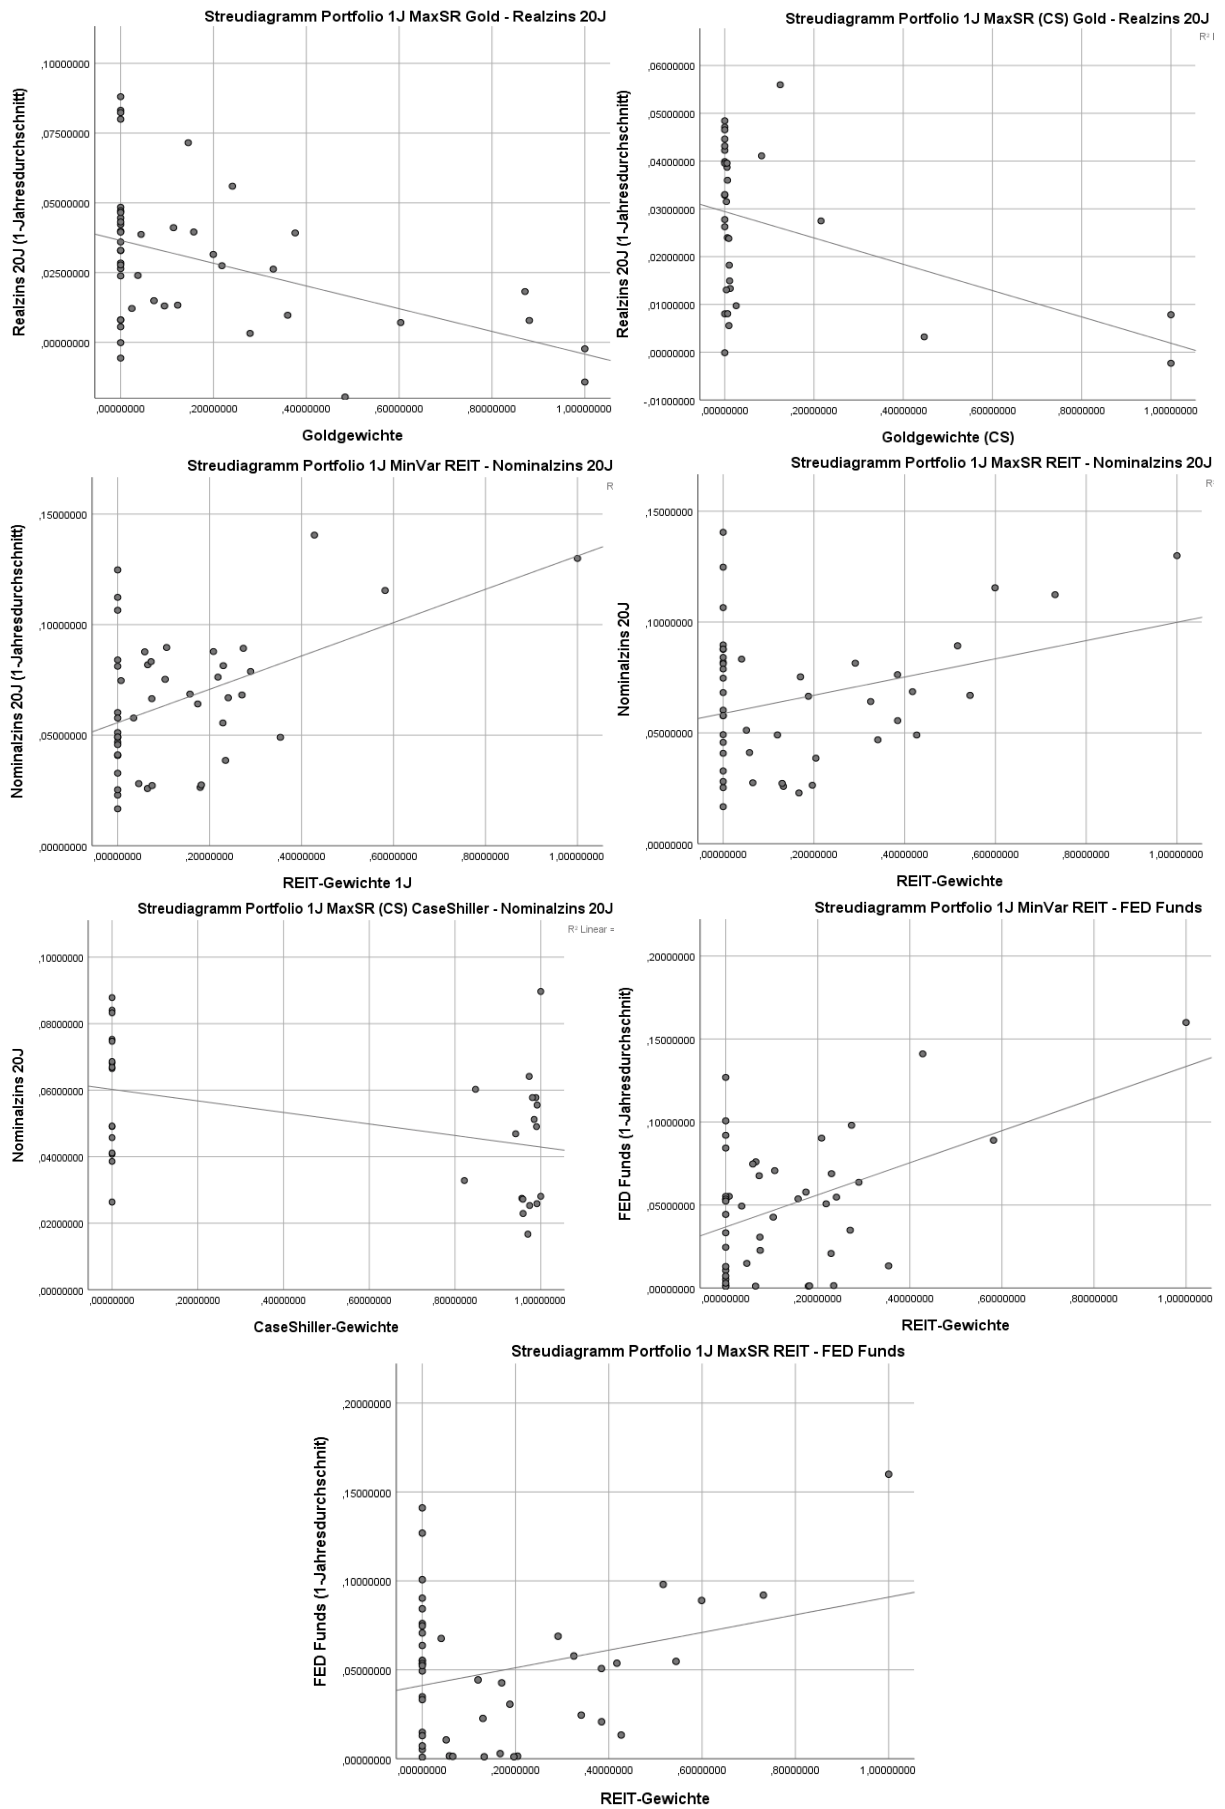 Streudiagramm Portfolio 1J MaxSR Gold - Realzins 20J
,10000000
,07500000
,05000000
,02500000
,00000000
Realzins 20J (1-Jahresdurchschnitt)
,00000000 ,20000000 ,40000000 ,60000000 ,80000000 1,00000000
Goldgewichte
Streudiagramm Portfolio 1J MaxSR (CS) Gold - Realzins 20J
R²
,06000000
,05000000
,04000000
,03000000
,02000000
,01000000
,00000000
-,01000000
Realzins 20J (1-Jahresdurchschnitt)
,00000000 ,20000000 ,40000000 ,60000000 ,80000000 1,00000000
Goldgewichte (CS)
Streudiagramm Portfolio 1J MinVar REIT - Nominalzins 20J
R
,15000000
,10000000
,05000000
,00000000
Nominalzins 20J (1-Jahresdurchschnitt)
,00000000 ,20000000 ,40000000 ,60000000 ,80000000 1,00000000
REIT-Gewichte 1J
Streudiagramm Portfolio 1J MaxSR REIT - Nominalzins 20J
R
,15000000
,10000000
,05000000
,00000000
Nominalzins 20J
,00000000 ,20000000 ,40000000 ,60000000 ,80000000 1,00000000
REIT-Gewichte
Streudiagramm Portfolio 1J MaxSR (CS) CaseShiller - Nominalzins 20J
R² Linear =
,10000000
,08000000
,06000000
,04000000
,02000000
,00000000
Nominalzins 20J
,00000000 ,20000000 ,40000000 ,60000000 ,80000000 1,00000000
CaseShiller-Gewichte
Streudiagramm Portfolio 1J MinVar REIT - FED Funds
,20000000
,15000000
,10000000
,05000000
,00000000
FED Funds (1-Jahresdurchschnit)
,00000000 ,20000000 ,40000000 ,60000000 ,80000000 1,00000000
REIT-Gewichte
Streudiagramm Portfolio 1J MaxSR REIT - FED Funds
,20000000
,15000000
,10000000
,05000000
,00000000
FED Funds (1-Jahresdurchschnit)
,00000000 ,20000000 ,40000000 ,60000000 ,80000000 1,00000000
REIT-Gewichte